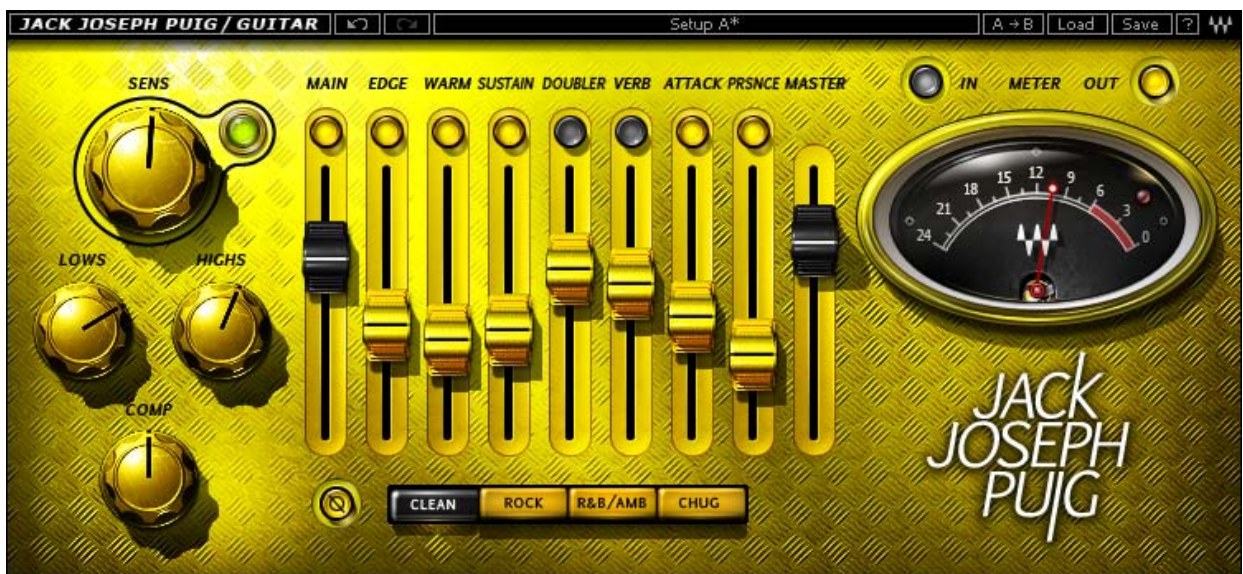 JACK JOSEPH PUIG / GUITAR Setup A* A→B Load Save ?
SENS MAIN EDGE WARM SUSTAIN DOUBLER VERB ATTACK PRSNCE MASTER IN METER OUT
24 21 18 15 12 9 6 3 0
LOWS HIGHS
COMP
JACK
JOSEPH
PUIG
CLEAN ROCK R&B/AMB CHUG